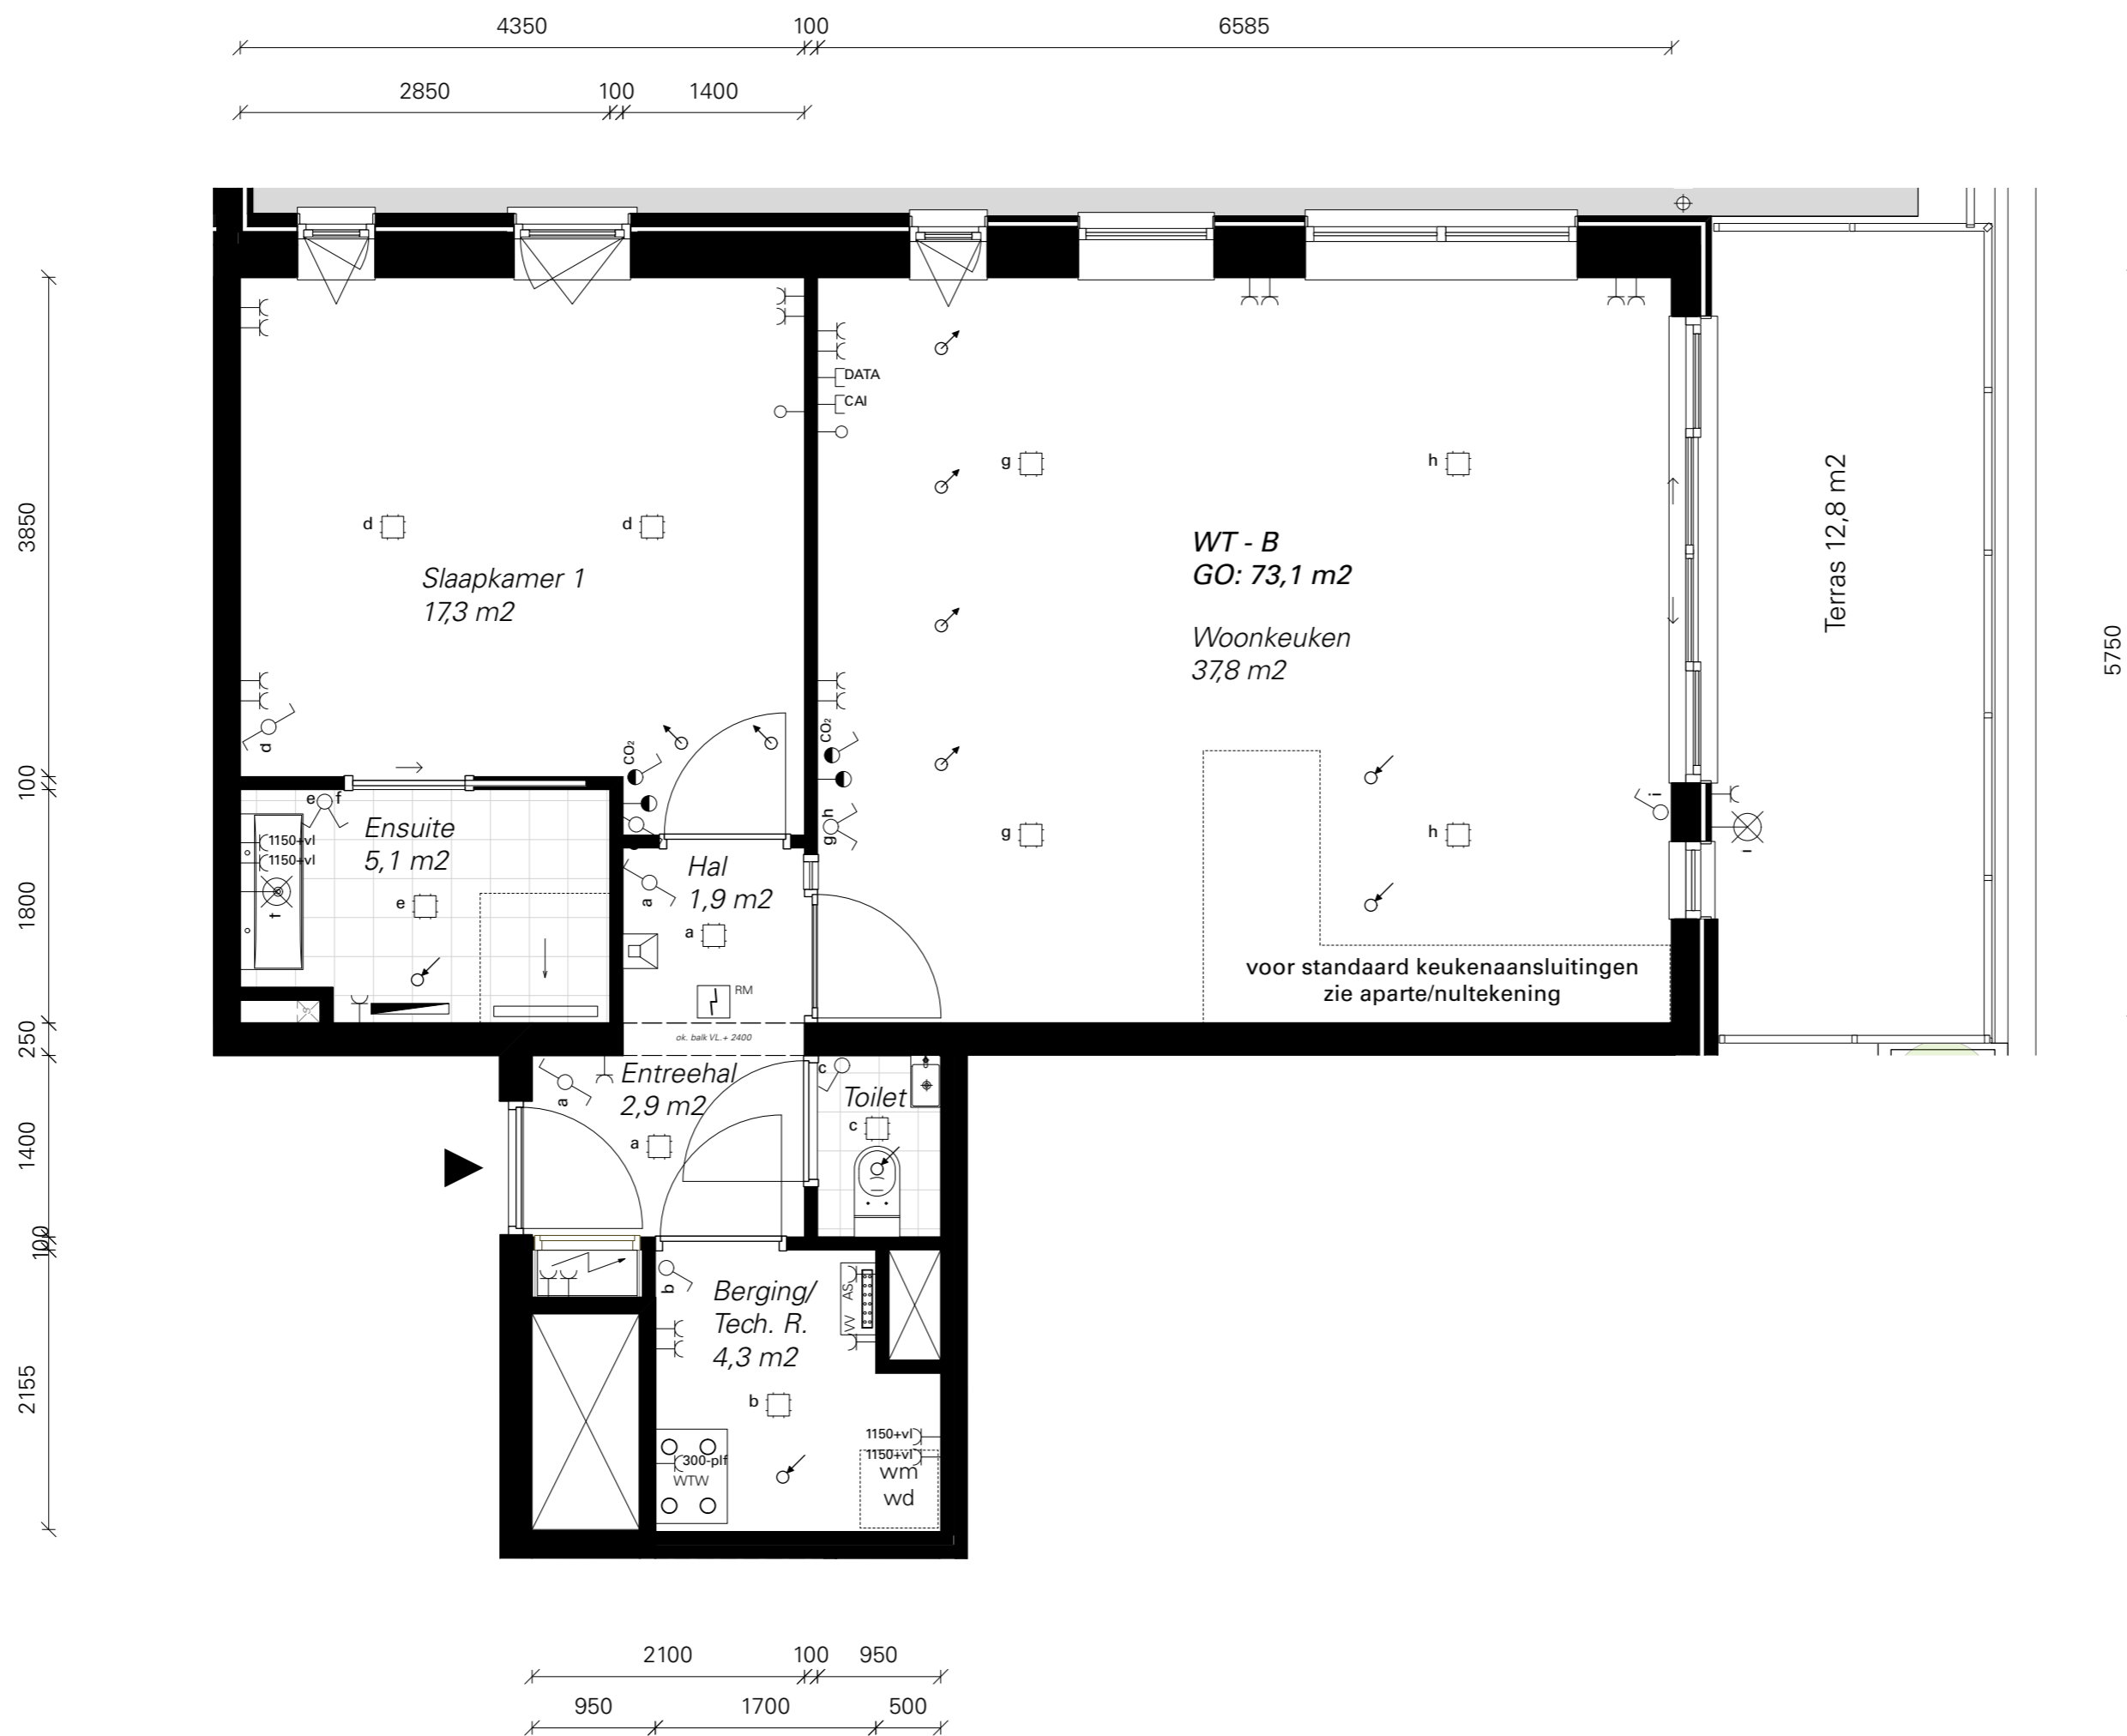 4350
100
6585
2850
100
1400
DATA
CAI
g
h
3850
d
d
WT - B
GO: 73,1 m2
Slaapkamer 1
17,3 m2
Woonkeuken
37,8 m2
Terras 12,8 m2
5750
d
CO2
CO2
100
e
f
1150+vl
1150+vl
Ensuite
5,1 m2
g
h
g
h
i
i
Hal
1,9 m2
1800
e
a
a
f
RM
voor standaard keukenaansluitingen
zie aparte/nultekening
250
ok. balk VL.+ 2400
Entreehal
2,9 m2
a
a
c
Toilet
c
1400
100
b
Berging/
Tech. R.
4,3 m2
AS
VV
2155
b
1150+vl
1150+vl
300-plf
WTW
wm
wd
2100
100
950
950
1700
500